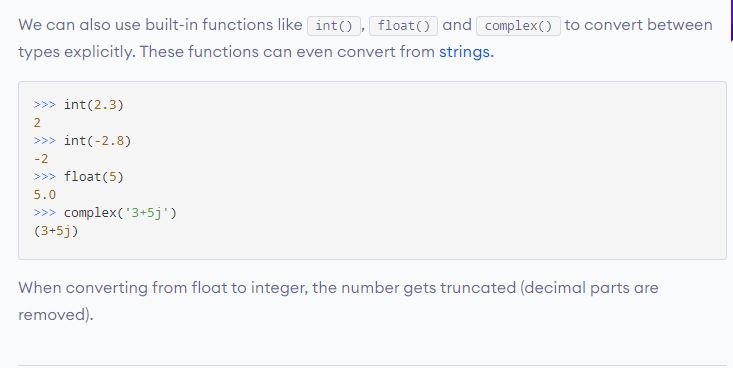 We can also use built-in functions like int() , float() and complex() to convert between
types explicitly. These functions can even convert from strings.
>>> int(2.3)
2
>>> int(-2.8)
-2
>>> float(5)
5.0
>>> complex('3+5j')
(3+5j)
When converting from float to integer, the number gets truncated (decimal parts are
removed).